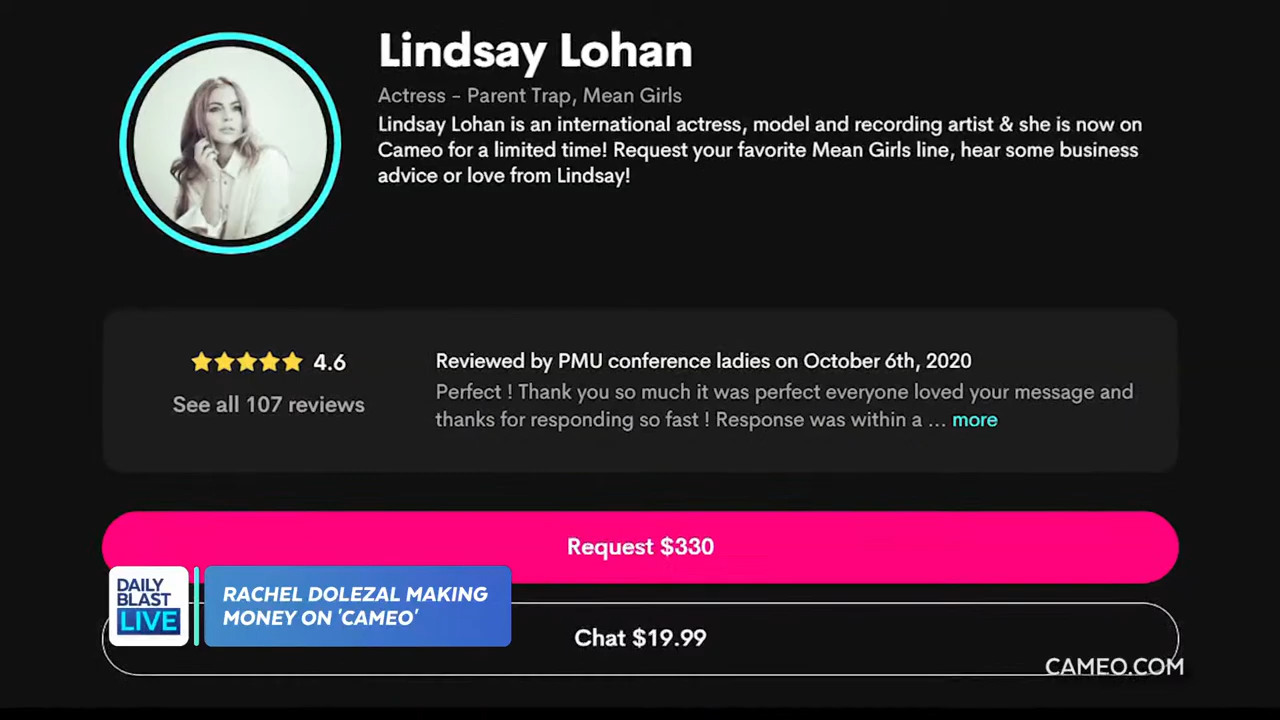 Lindsay Lohan
Actress - Parent Trap, Mean Girls
Lindsay Lohan is an international actress, model and recording artist & she is now on
Cameo for a limited time! Request your favorite Mean Girls line, hear some business
advice or love from Lindsay!
4.6
See all 107 reviews
Reviewed by PMU conference ladies on October 6th, 2020
Perfect ! Thank you so much it was perfect everyone loved your message and
thanks for responding so fast ! Response was within a ... more
Request $330
DAILY
BLAST
LIVE
RACHEL DOLEZAL MAKING
MONEY ON 'CAMEO'
Chat $19.99
CAMEO.COM